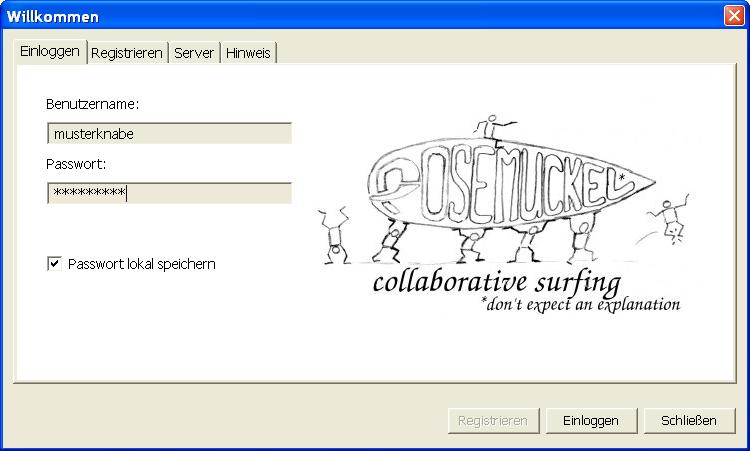 Willkommen
Einloggen Registrieren Server Hinweis
Benutzername:
musterknabe
Passwort:
*********
Passwort lokal speichern
OSEMUCKEL*
collaborative surfing
*don't expect an explanation
Registrieren Einloggen Schließen